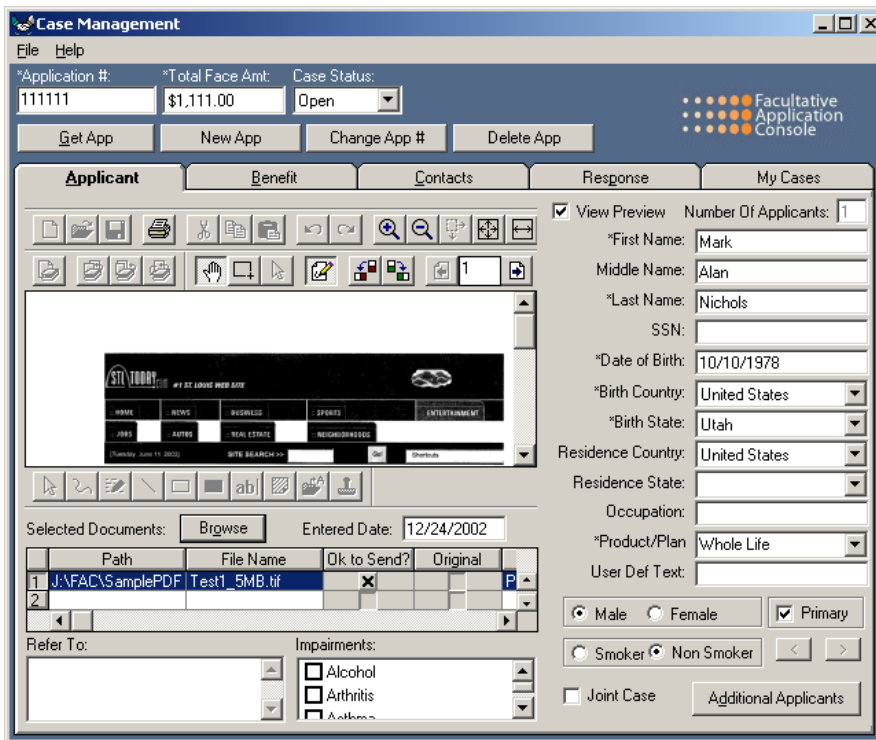 Case Management
File Help
*Application #: *Total Face Amt: Case Status:
111111 $1,111.00 Open
Get App New App Change App # Delete App
Facultative
Application
Console
Applicant Benefit Contacts Response My Cases
View Preview Number Of Applicants: 1
*First Name: Mark
Middle Name: Alan
*Last Name: Nichols
SSN:
*Date of Birth: 10/10/1978
*Birth Country: United States
*Birth State: Utah
Residence Country: United States
Residence State:
Occupation:
*Product/Plan Whole Life
User Def Text:
Male Female Primary
Smoker Non Smoker < >
Joint Case Additional Applicants
1
STL TODAY.com #1 ST. LOUIS WEB SITE
:: HOME :: NEWS :: BUSINESS :: SPORTS ENTERTAINMENT
:: JOBS :: AUTOS :: REAL ESTATE :: NEIGHBORHOODS
(Tuesday, June 11, 2002) SITE SEARCH >> Go! Shortcuts
ab|
A
Selected Documents: Browse Entered Date: 12/24/2002
Path File Name Ok to Send? Original
1 J:\FAC\SamplePDF Test1_5MB.tif P
2
Refer To: Impairments:
Alcohol
Arthritis
Asthma